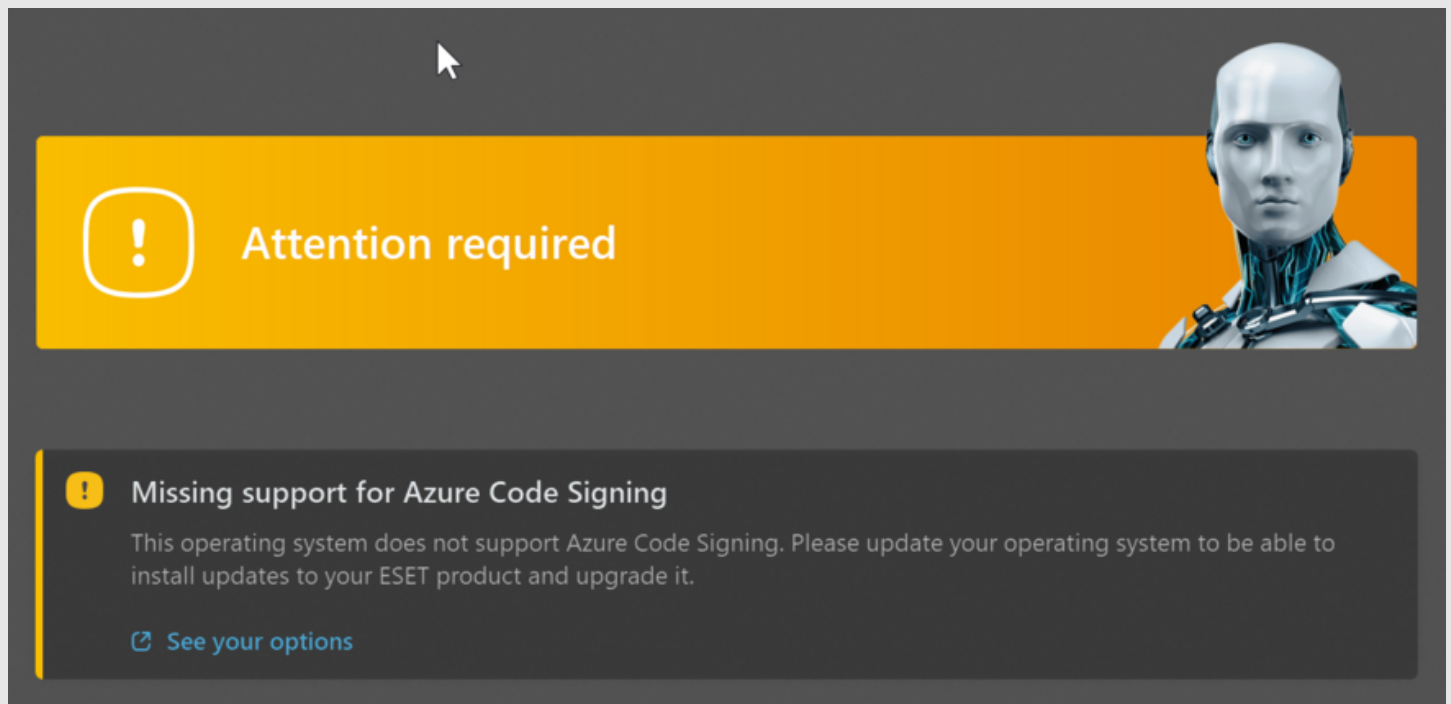 Attention required
Missing support for Azure Code Signing
This operating system does not support Azure Code Signing. Please update your operating system to be able to
install updates to your ESET product and upgrade it.
See your options